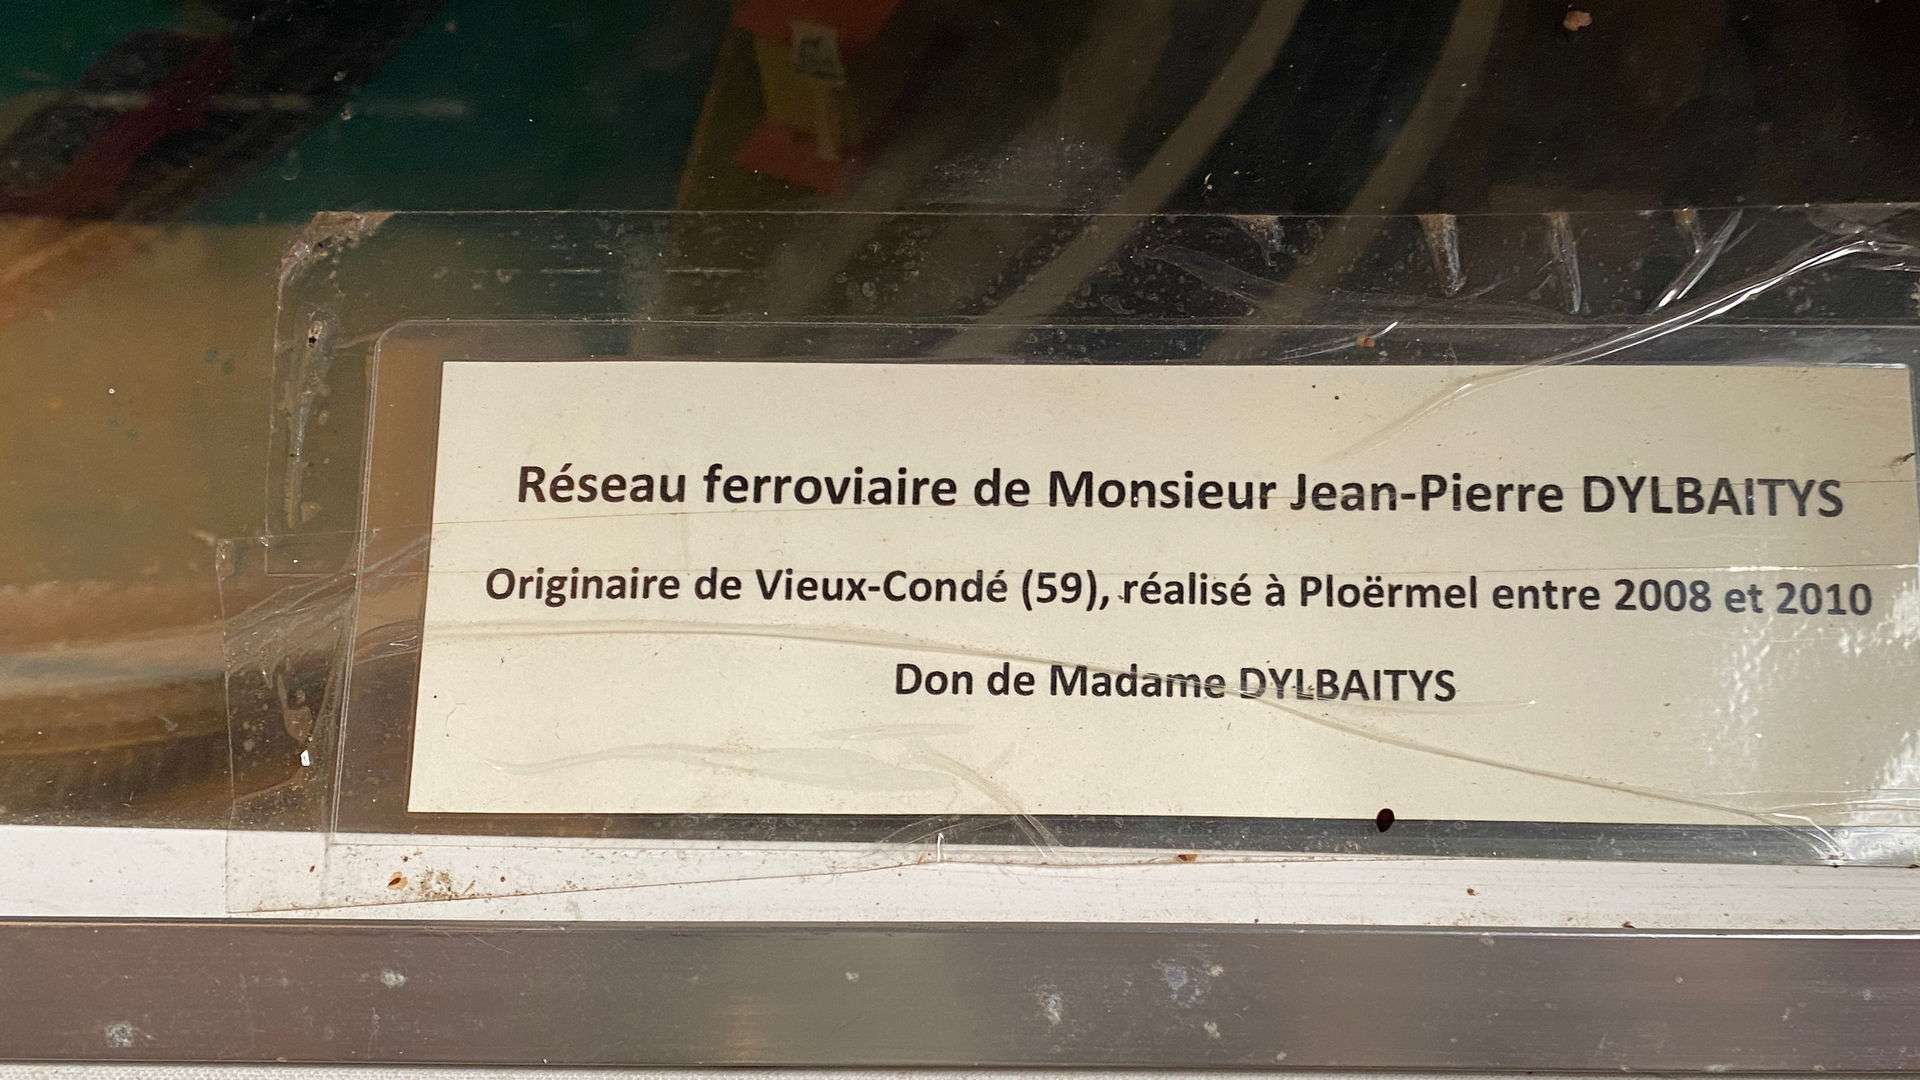 Réseau ferroviaire de Monsieur Jean-Pierre DYLBAITYS
Originaire de Vieux-Condé (59), réalisé à Ploërmel entre 2008 et 2010
Don de Madame DYLBAITYS